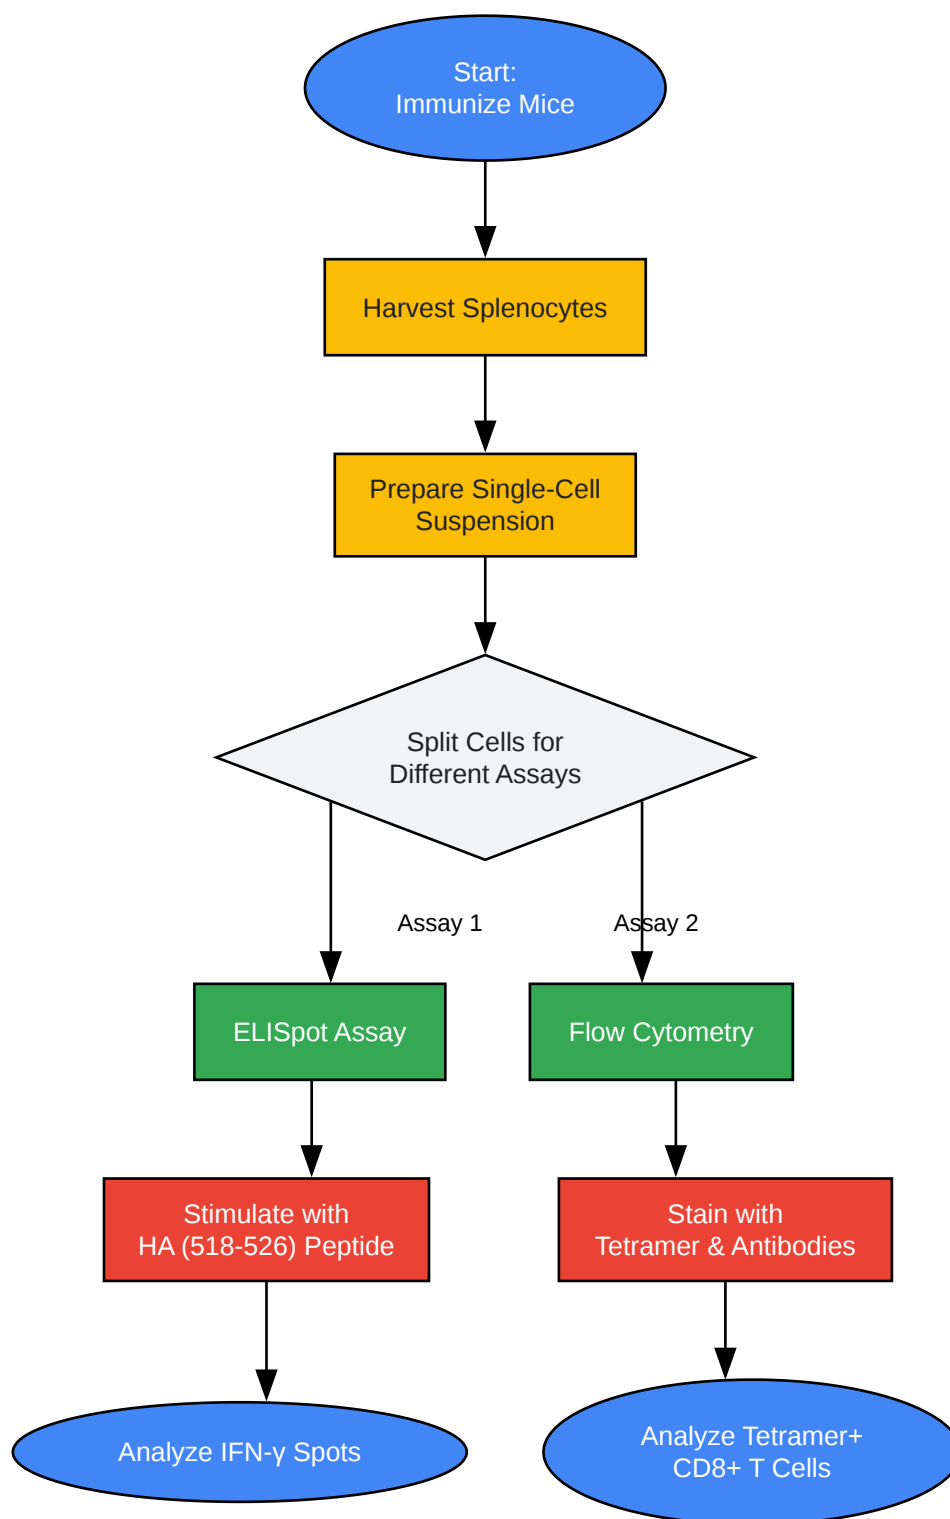 Start:
Immunize Mice
Harvest Splenocytes
Prepare Single-Cell
Suspension
Split Cells for
Different Assays
Assay 1
Assay 2
ELISpot Assay
Flow Cytometry
Stimulate with
HA (518-526) Peptide
Stain with
Tetramer & Antibodies
Analyze IFN-γ Spots
Analyze Tetramer+
CD8+ T Cells